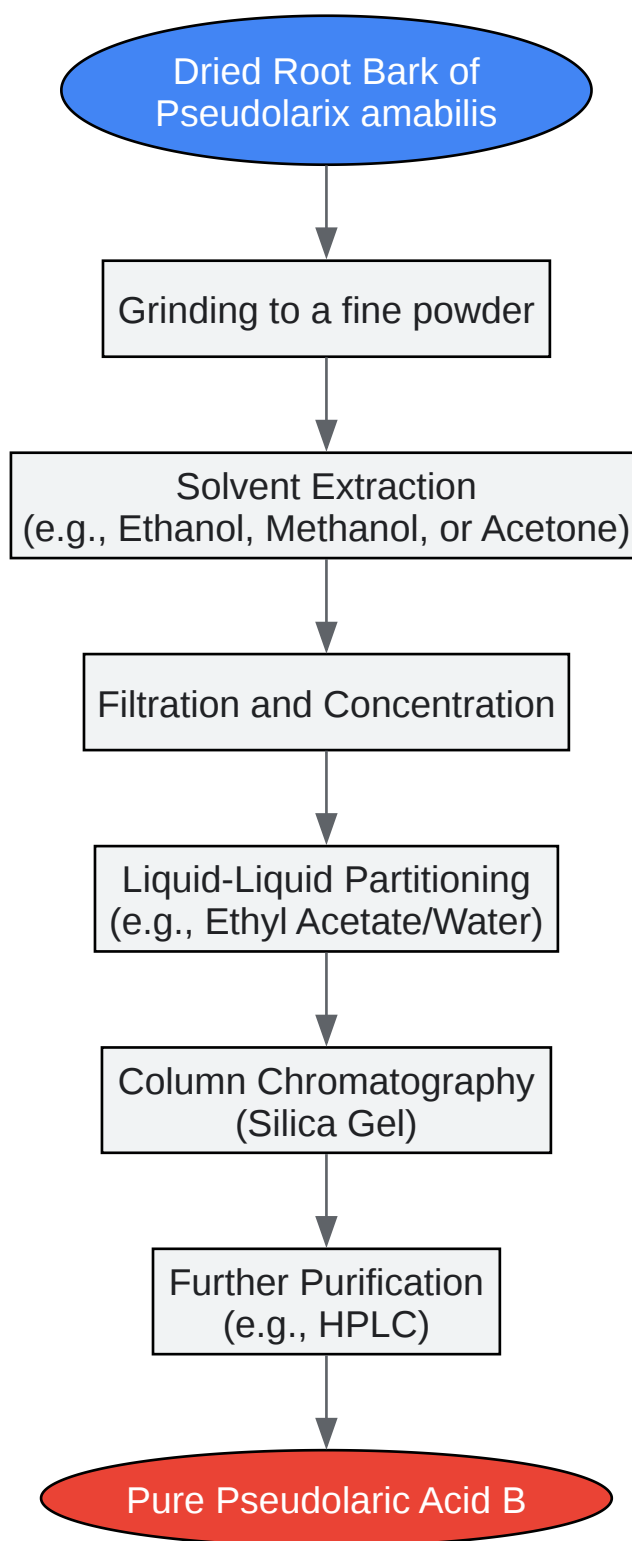 Dried Root Bark of
Pseudolarix amabilis
Grinding to a fine powder
Solvent Extraction
(e.g., Ethanol, Methanol, or Acetone)
Filtration and Concentration
Liquid-Liquid Partitioning
(e.g., Ethyl Acetate/Water)
Column Chromatography
(Silica Gel)
Further Purification
(e.g., HPLC)
Pure Pseudolaric Acid B